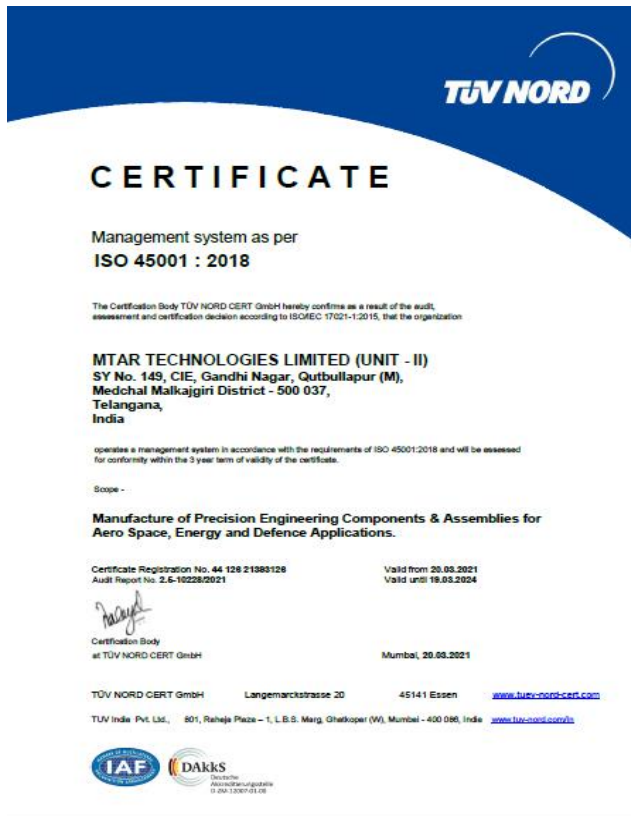 TÜV NORD
CERTIFICATE
Management system as per
ISO 45001 : 2018
The Certification Body TÜV NORD CERT GmbH hereby confirms as a result of the audit,
assessment and certification decision according to ISO/IEC 17021-1:2015, that the organization
MTAR TECHNOLOGIES LIMITED (UNIT - II)
SY No. 149, CIE, Gandhi Nagar, Qutbullapur (M),
Medchal Malkajgiri District - 500 037,
Telangana,
India
operates a management system in accordance with the requirements of ISO 45001:2018 and will be assessed
for conformity within the 3 year term of validity of the certificate.
Scope -
Manufacture of Precision Engineering Components & Assemblies for
Aero Space, Energy and Defence Applications.
Certificate Registration No. 44 126 21393126 Valid from 20.03.2021
Audit Report No. 2.5-10228/2021 Valid until 19.03.2024
Certification Body
at TÜV NORD CERT GmbH Mumbai, 20.03.2021
TÜV NORD CERT GmbH Langemarckstrasse 20 45141 Essen www.tuev-nord-cert.com
TUV India Pvt. Ltd., 801, Raheja Plaza – 1, L.B.S. Marg, Ghatkoper (W), Mumbai - 400 086, India www.tuv-nord.com/in
IAF
DAkkS
Deutsche
Akkreditierungsstelle